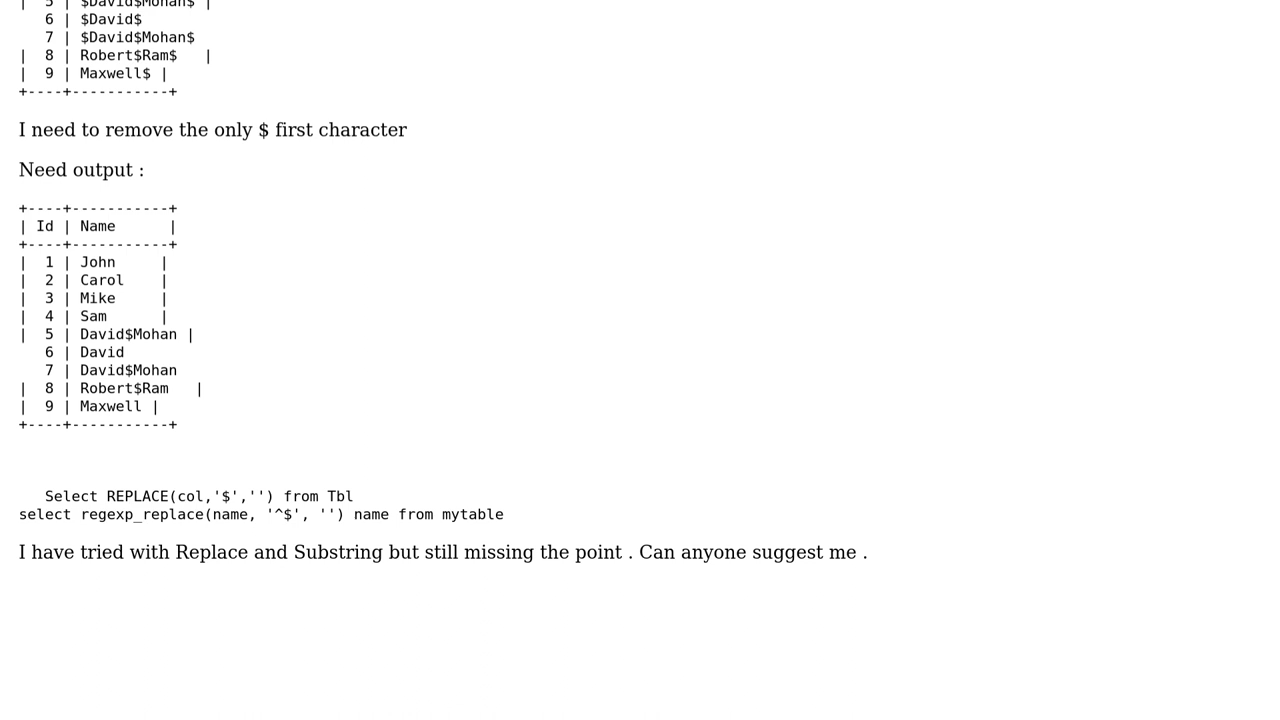 |  5 | $David$Mohan$ |
   6 | $David$
   7 | $David$Mohan$
|  8 | Robert$Ram$   |
|  9 | Maxwell$ |
+----+-----------+
I need to remove the only $ first character
Need output :
+----+-----------+
| Id | Name      |
+----+-----------+
|  1 | John     |
|  2 | Carol    |
|  3 | Mike     |
|  4 | Sam      |
|  5 | David$Mohan |
   6 | David
   7 | David$Mohan
|  8 | Robert$Ram   |
|  9 | Maxwell |
+----+-----------+
   Select REPLACE(col,'$','') from Tbl
select regexp_replace(name, '^$', '') name from mytable
I have tried with Replace and Substring but still missing the point . Can anyone suggest me .